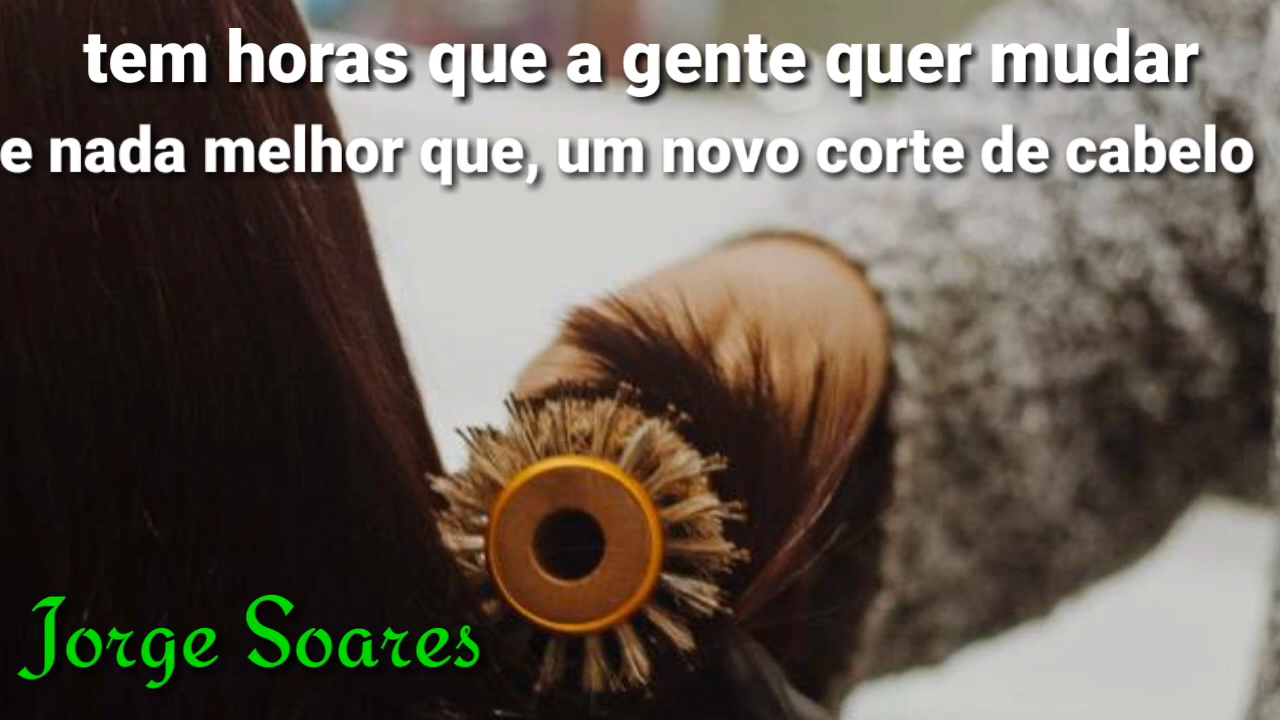 tem horas que a gente quer mudar
e nada melhor que, um novo corte de cabelo
Jorge Soares